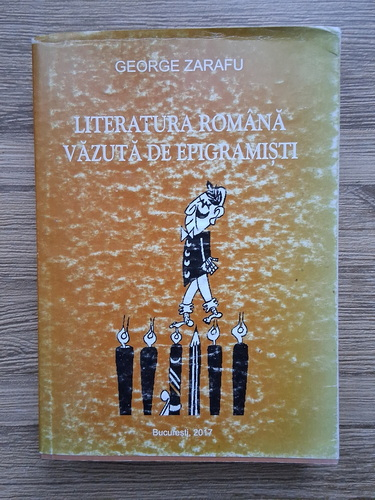 GEORGE ZARAFU
LITERATURA ROMÂNĂ
VĂZUTĂ DE EPIGRAMIȘTI
București, 2017